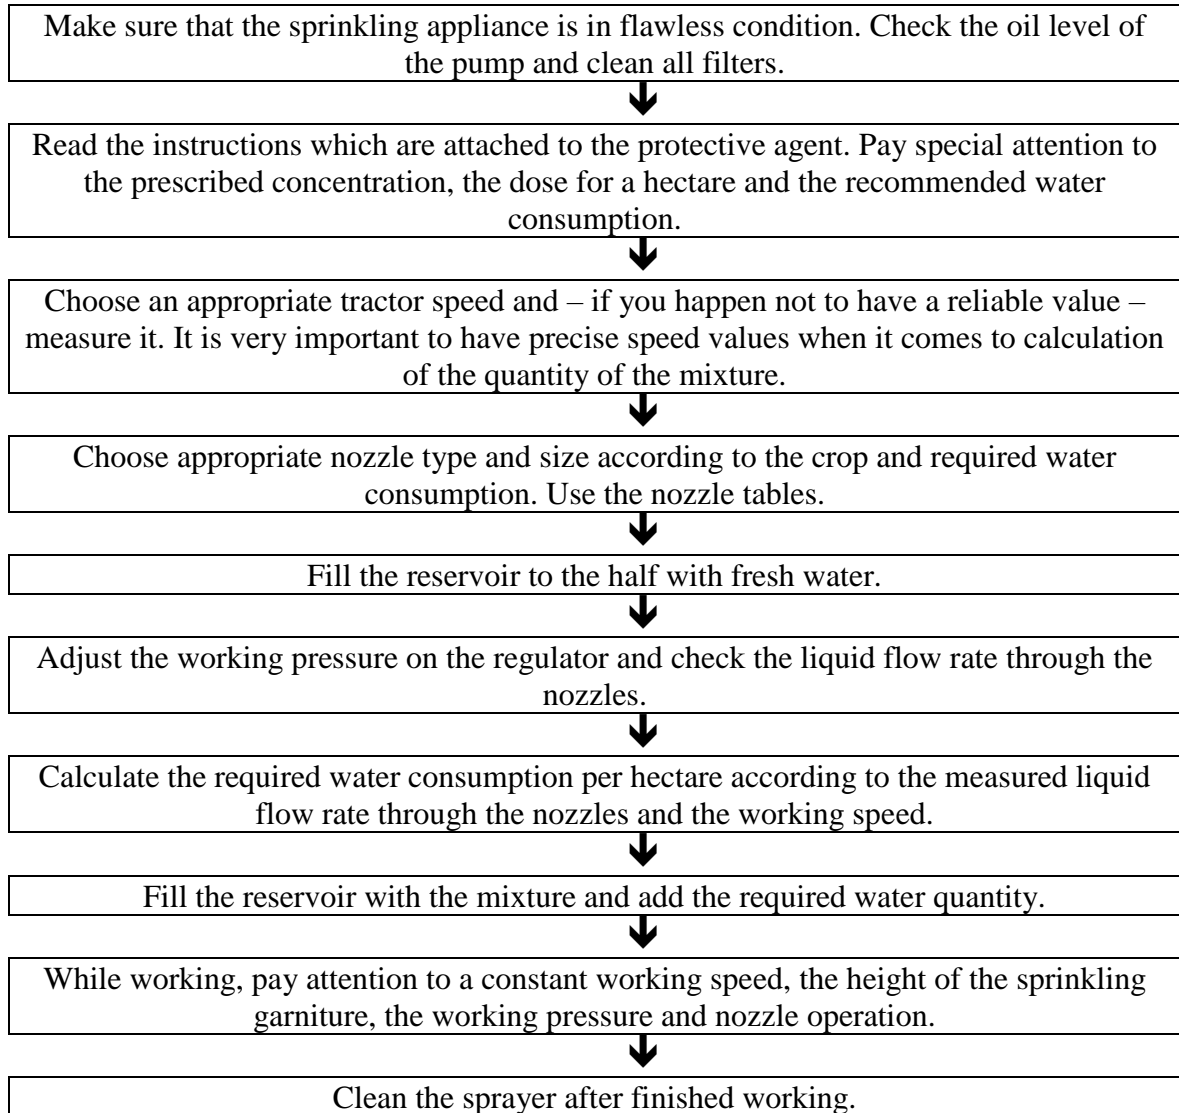 Make sure that the sprinkling appliance is in flawless condition. Check the oil level of
the pump and clean all filters.
Read the instructions which are attached to the protective agent. Pay special attention to
the prescribed concentration, the dose for a hectare and the recommended water
consumption.
Choose an appropriate tractor speed and – if you happen not to have a reliable value –
measure it. It is very important to have precise speed values when it comes to calculation
of the quantity of the mixture.
Choose appropriate nozzle type and size according to the crop and required water
consumption. Use the nozzle tables.
Fill the reservoir to the half with fresh water.
Adjust the working pressure on the regulator and check the liquid flow rate through the
nozzles.
Calculate the required water consumption per hectare according to the measured liquid
flow rate through the nozzles and the working speed.
Fill the reservoir with the mixture and add the required water quantity.
While working, pay attention to a constant working speed, the height of the sprinkling
garniture, the working pressure and nozzle operation.
Clean the sprayer after finished working.